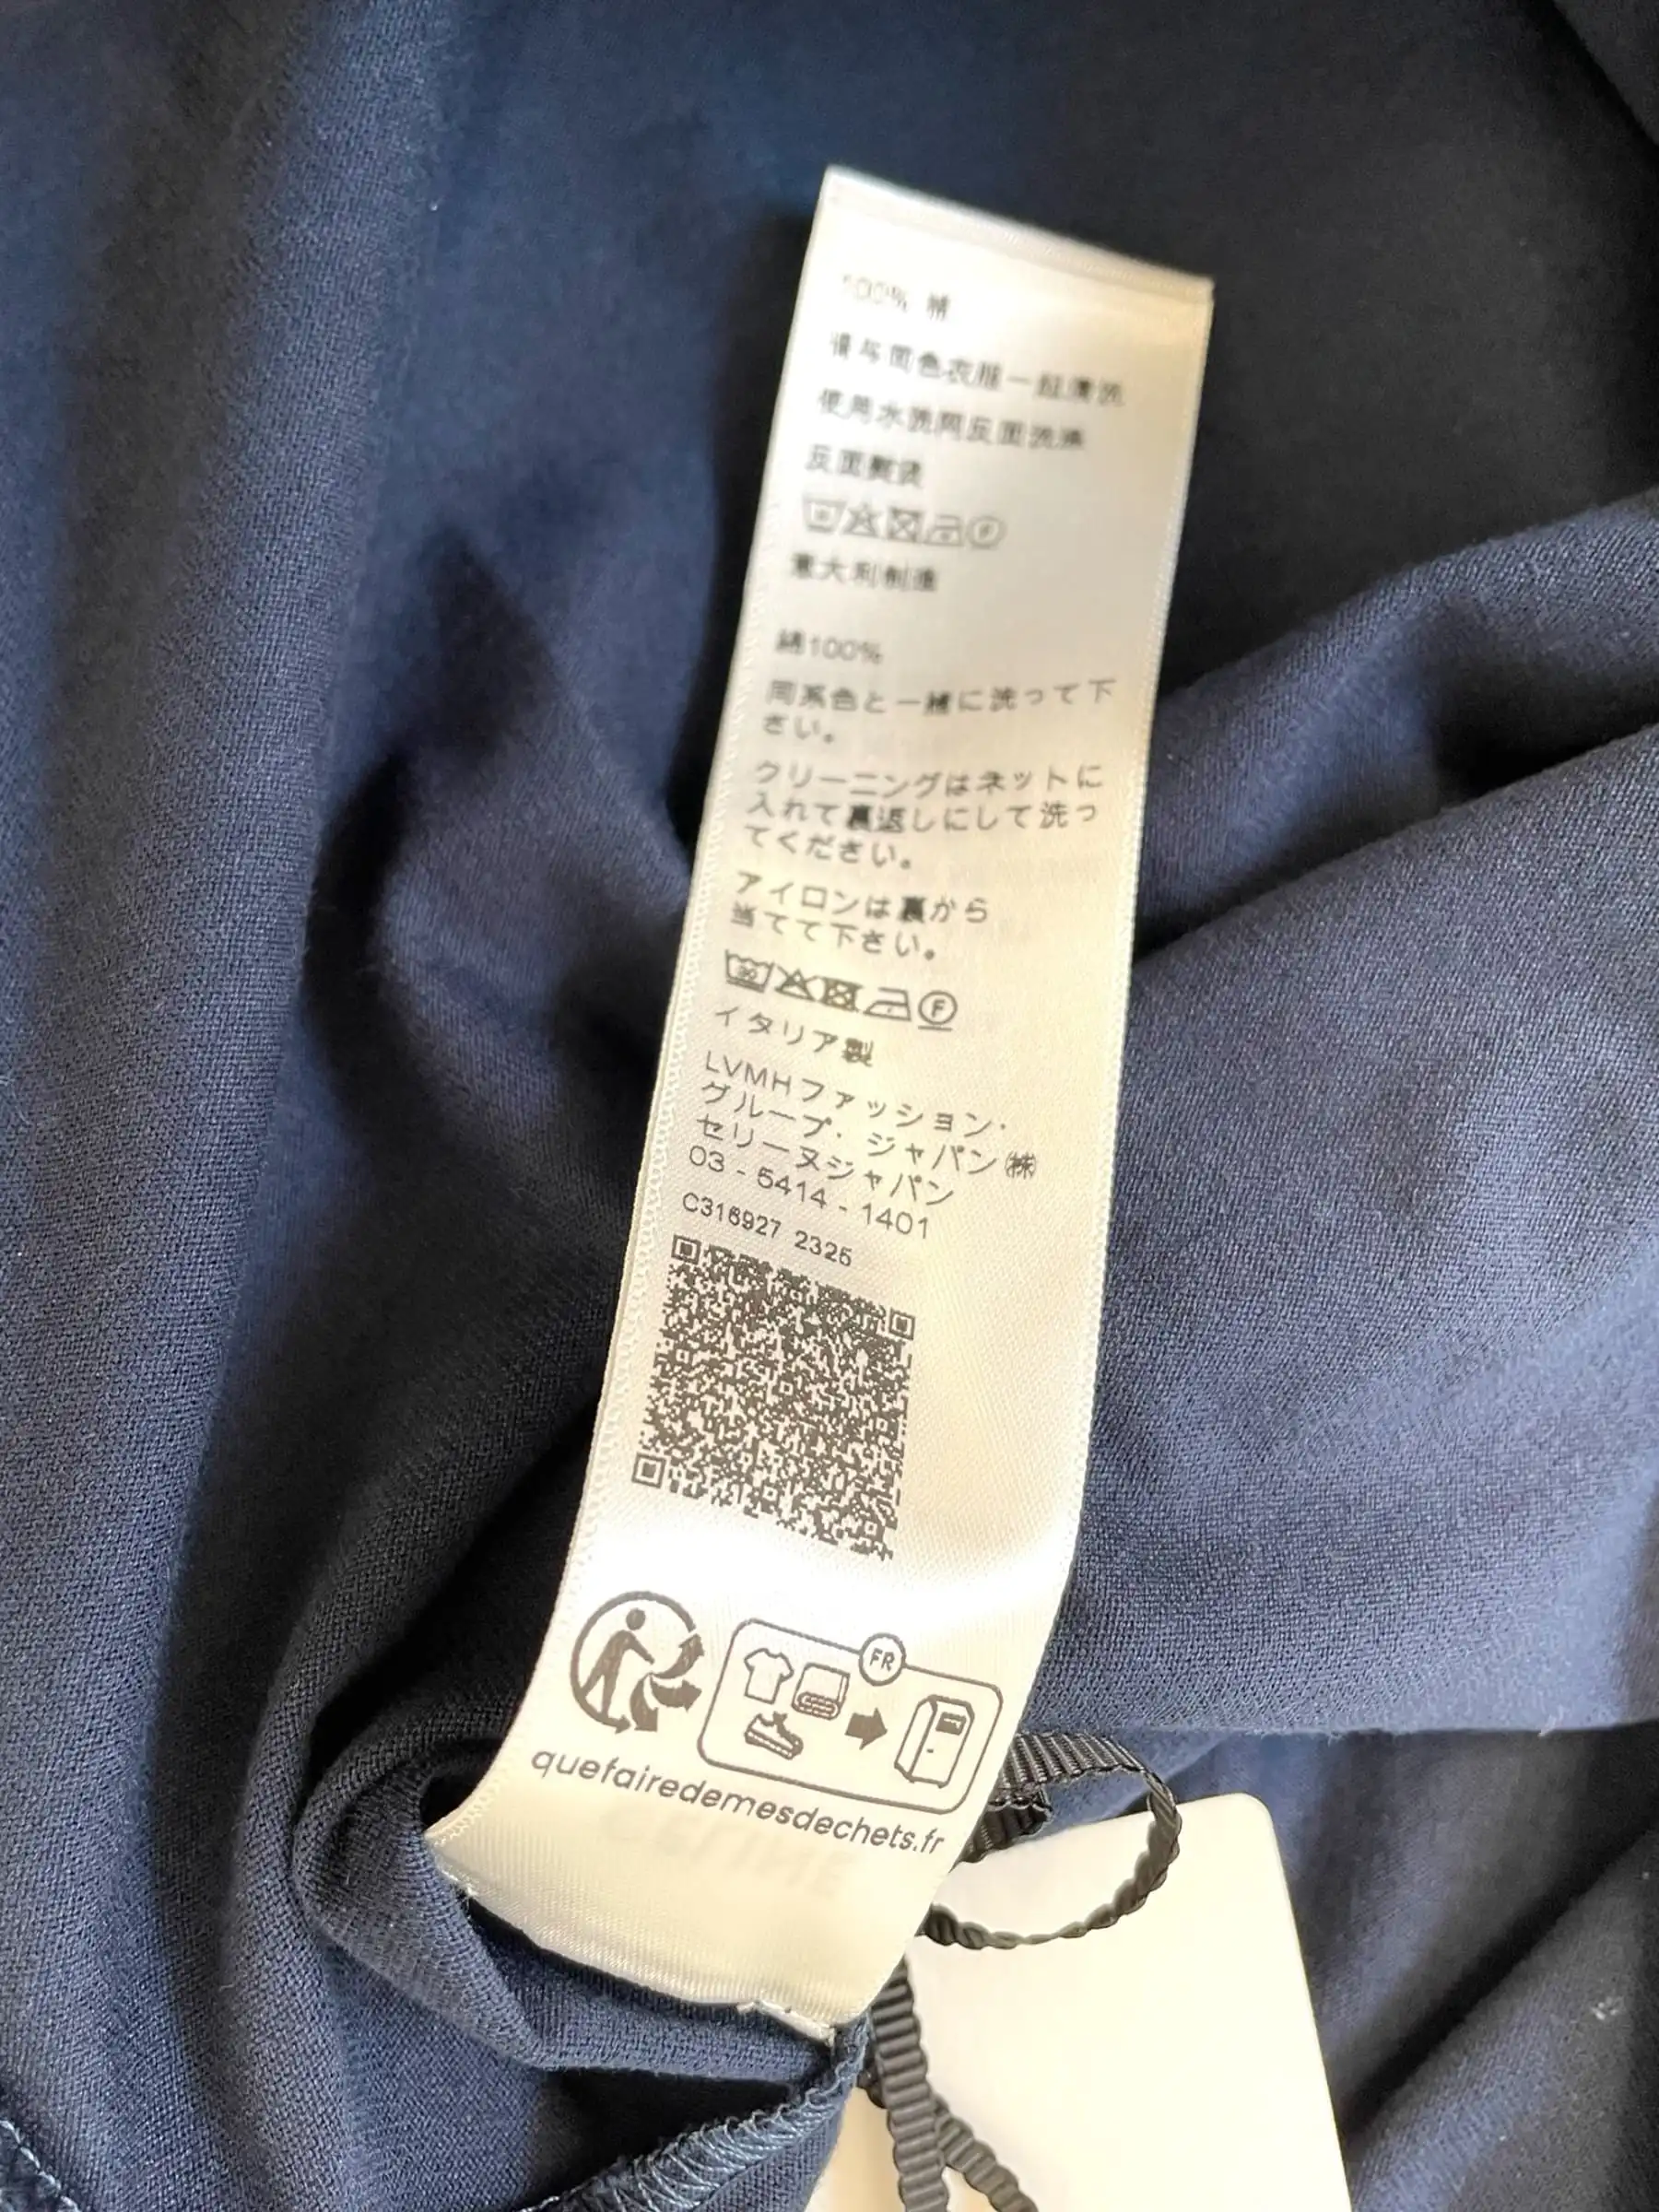 100% 棉
请与同色衣服一起清洗
使用水洗网反面洗涤
反面熨烫
意大利制造
綿100%
同系色と一緒に洗って下
さい。
クリーニングはネットに
入れて裏返しにして洗っ
てください。
アイロンは裏から
当てて下さい。
30
F
イタリア製
LVMHファッション・
グループ・ジャパン㈱
セリーヌジャパン
03 - 5414 - 1401
C316927 2325
FR
quefairedemesdechets.fr